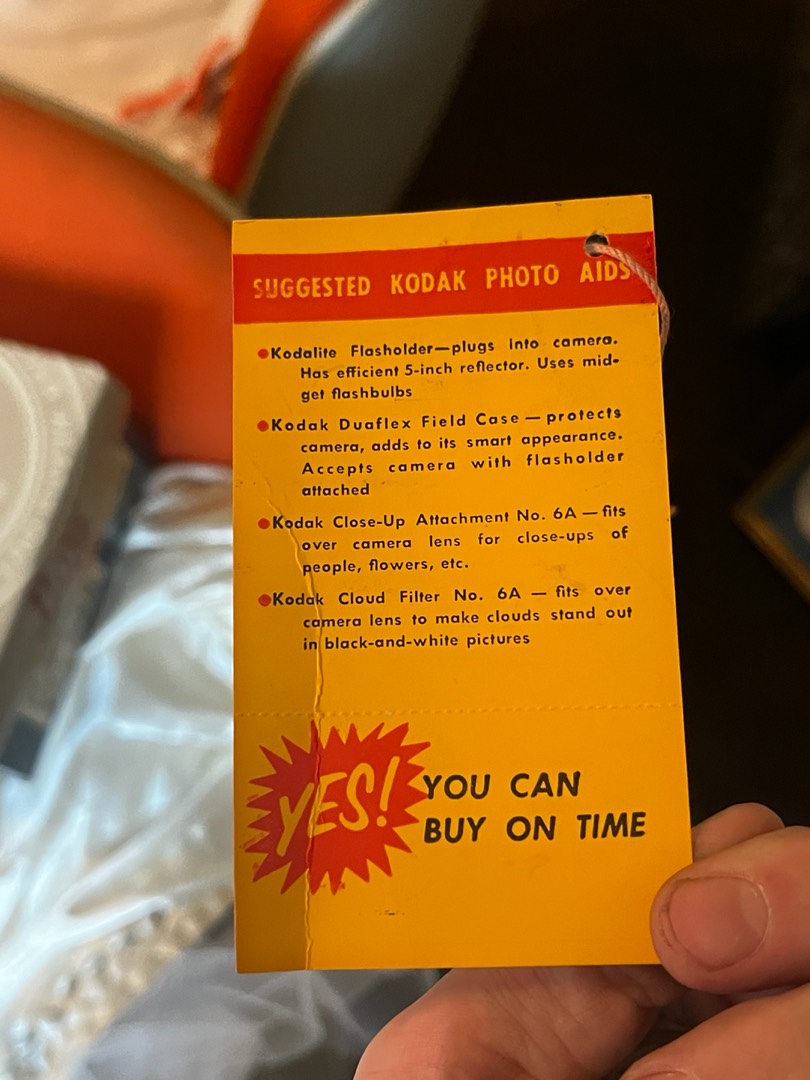 SUGGESTED KODAK PHOTO AIDS
●Kodalite Flasholder—plugs into camera.
Has efficient 5-inch reflector. Uses mid-
get flashbulbs
●Kodak Duaflex Field Case — protects
camera, adds to its smart appearance.
Accepts camera with flasholder
attached
●Kodak Close-Up Attachment No. 6A — fits
over camera lens for close-ups of
people, flowers, etc.
●Kodak Cloud Filter No. 6A — fits over
camera lens to make clouds stand out
in black-and-white pictures
YES! YOU CAN
BUY ON TIME